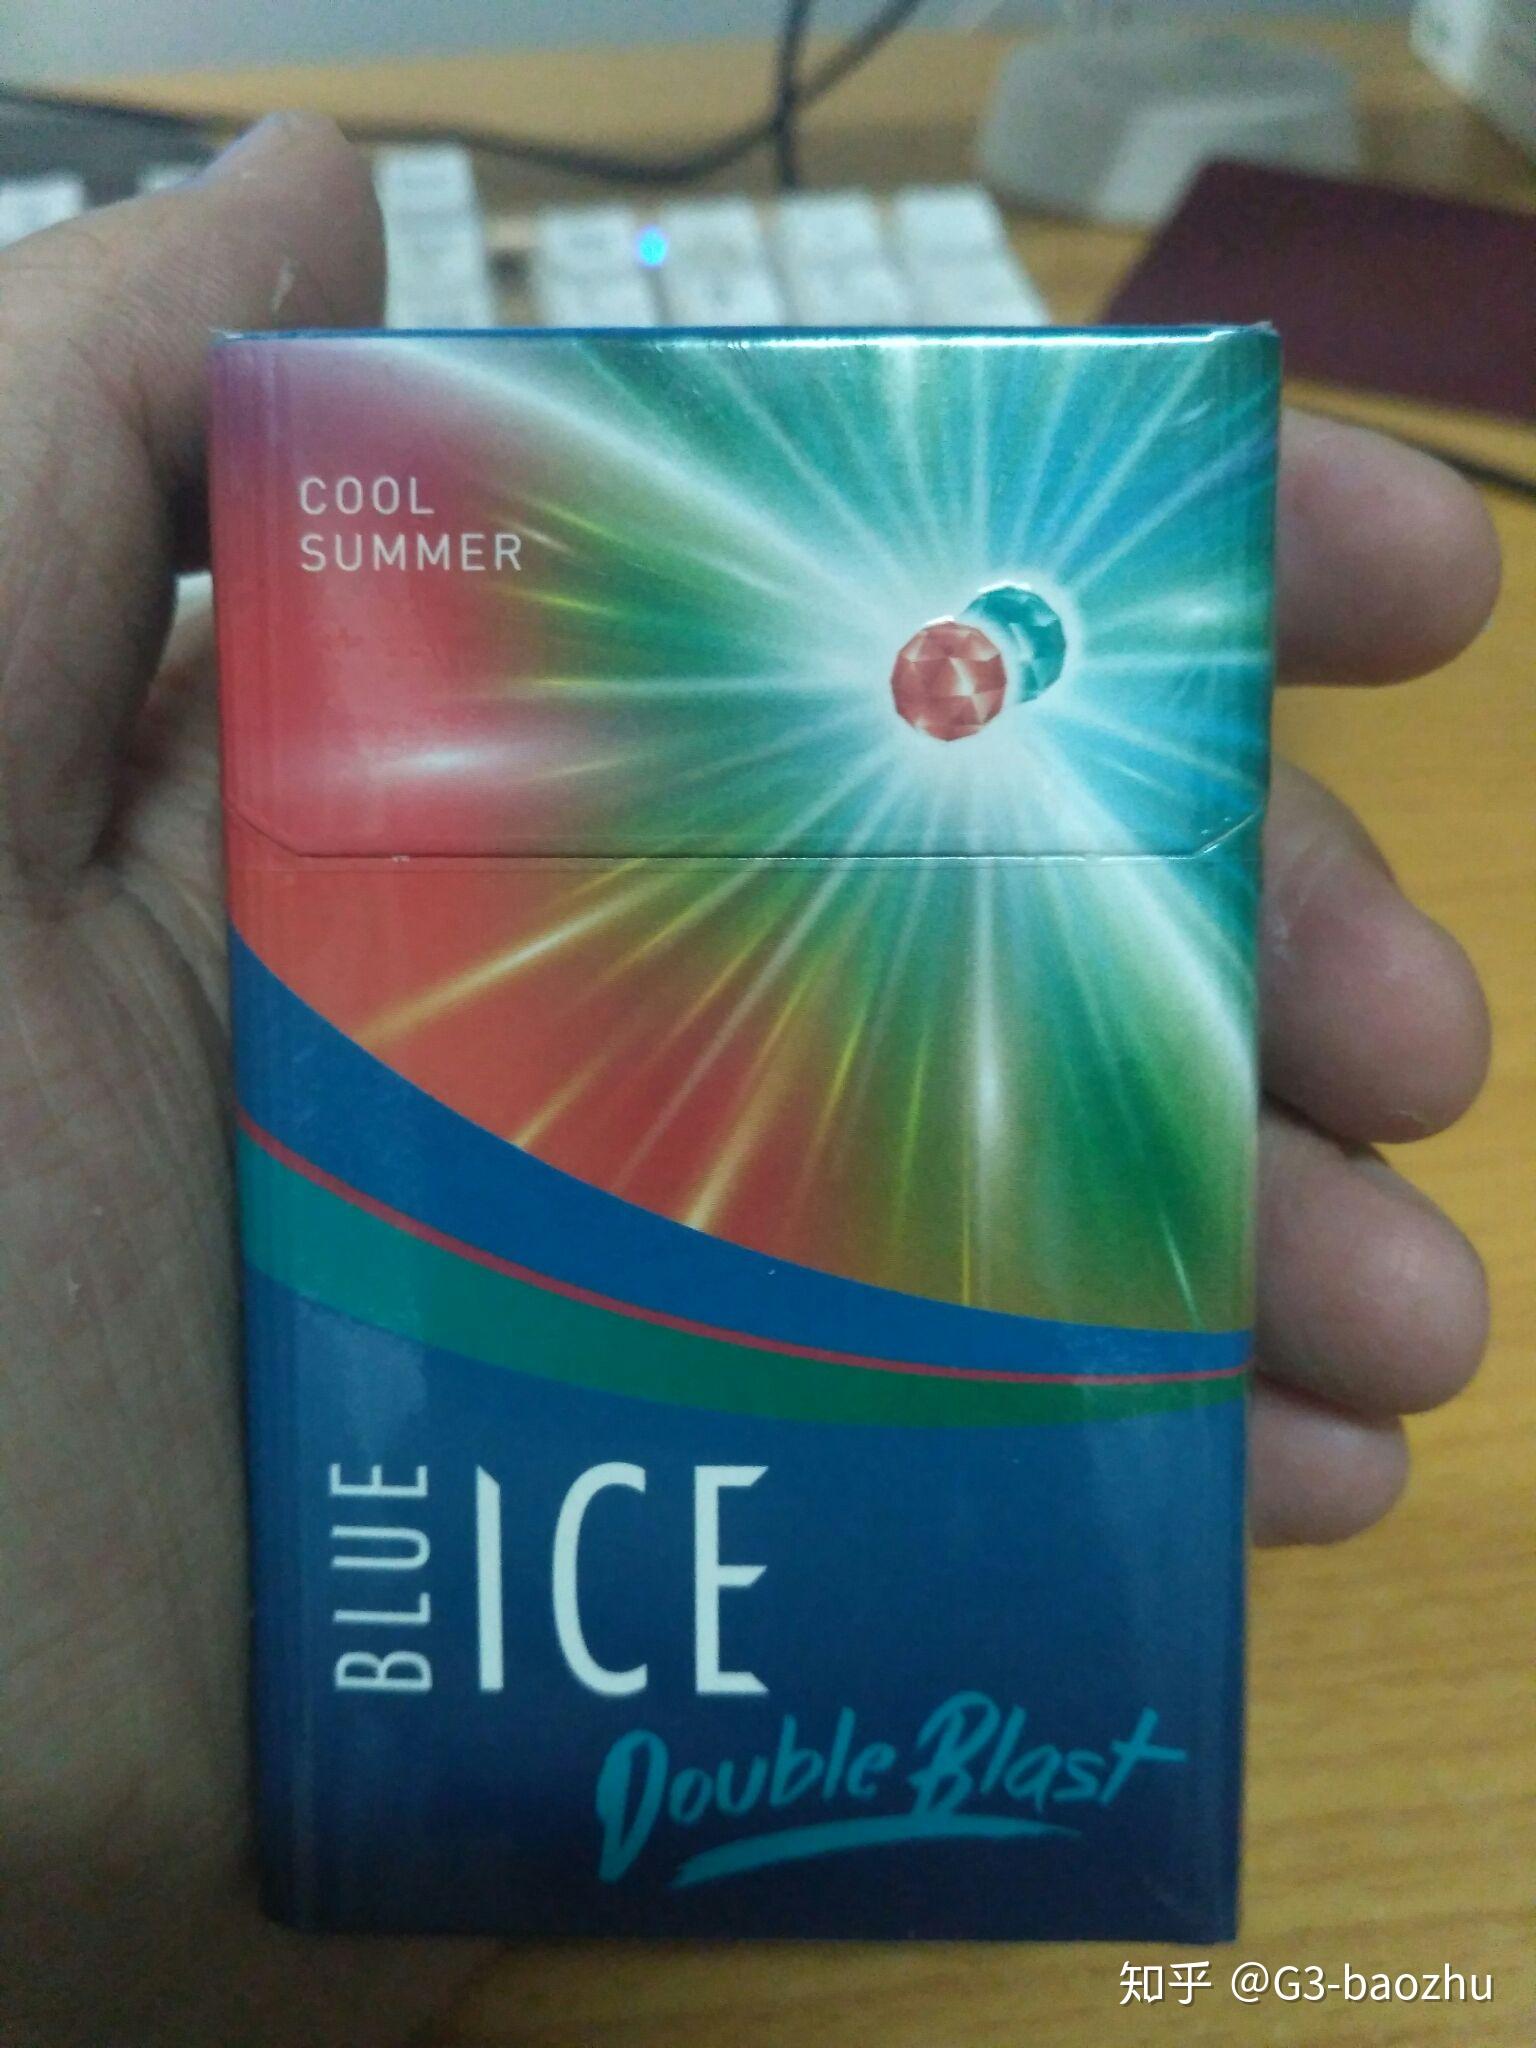 COOL
SUMMER
BLUE
ICE
Double Blast
知乎 @G3-baozhu